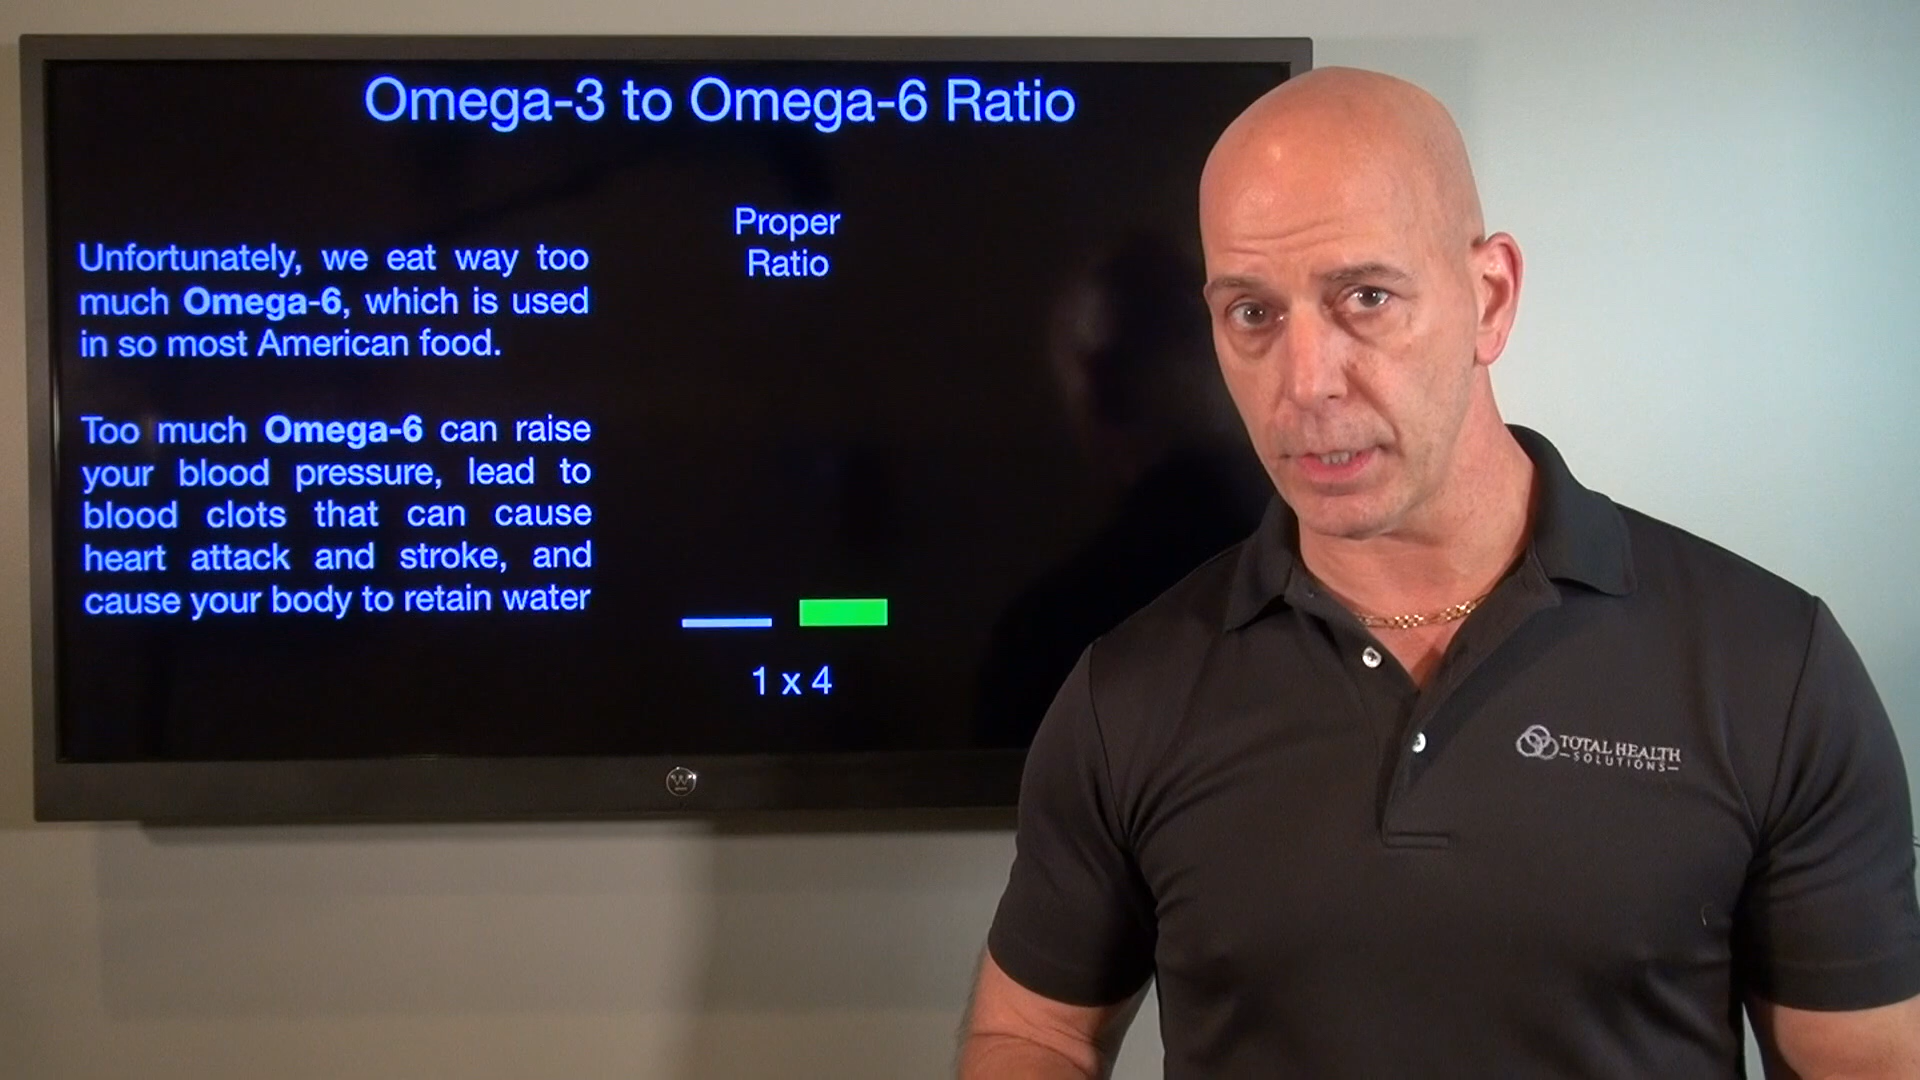 Omega-3 to Omega-6 Ratio
Proper
Ratio
Unfortunately, we eat way too
much Omega-6, which is used
in so most American food.
Too much Omega-6 can raise
your blood pressure, lead to
blood clots that can cause
heart attack and stroke, and
cause your body to retain water
1 x 4
W
TOTAL HEALTH
SOLUTIONS